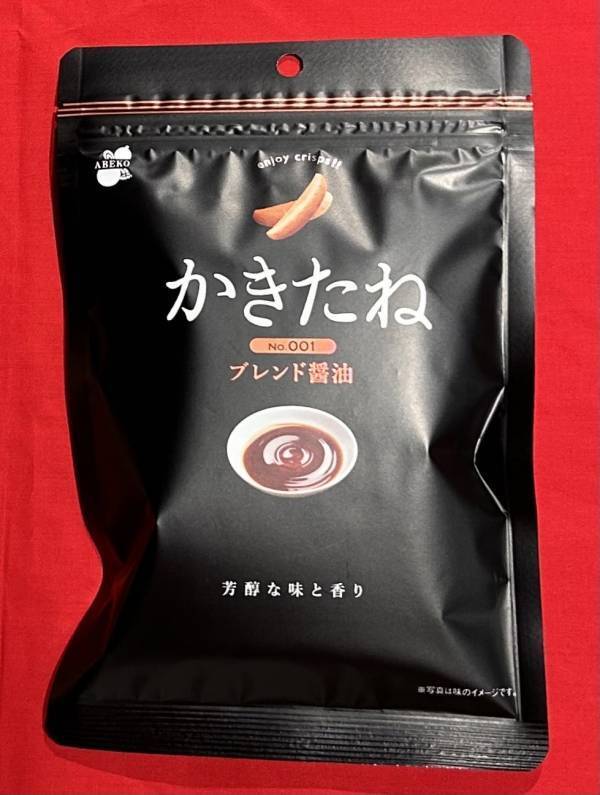 ABEKO
enjoy crisps!!
かきたね
No.001
ブレンド醤油
芳醇な味と香り
※写真は味のイメージです。